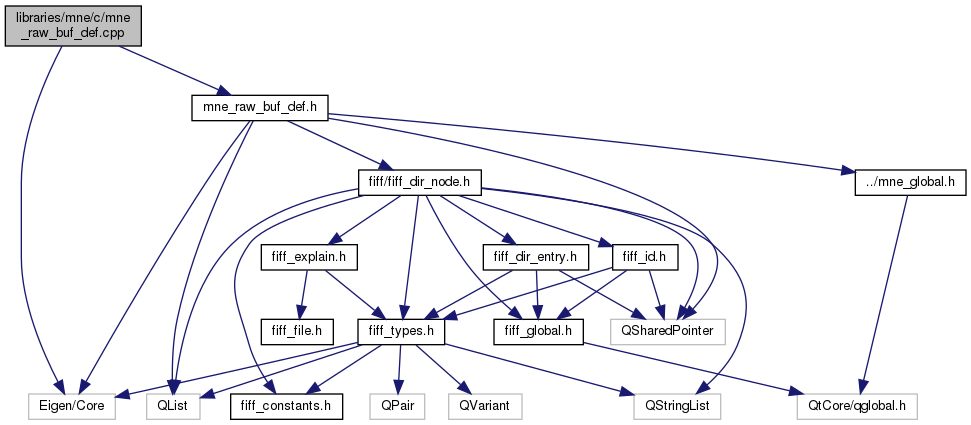 libraries/mne/c/mne
_raw_buf_def.cpp
mne_raw_buf_def.h
fiff/fiff_dir_node.h
../mne_global.h
fiff_explain.h
fiff_dir_entry.h
fiff_id.h
fiff_file.h
fiff_types.h
fiff_global.h
QSharedPointer
Eigen/Core
QList
fiff_constants.h
QPair
QVariant
QStringList
QtCore/qglobal.h